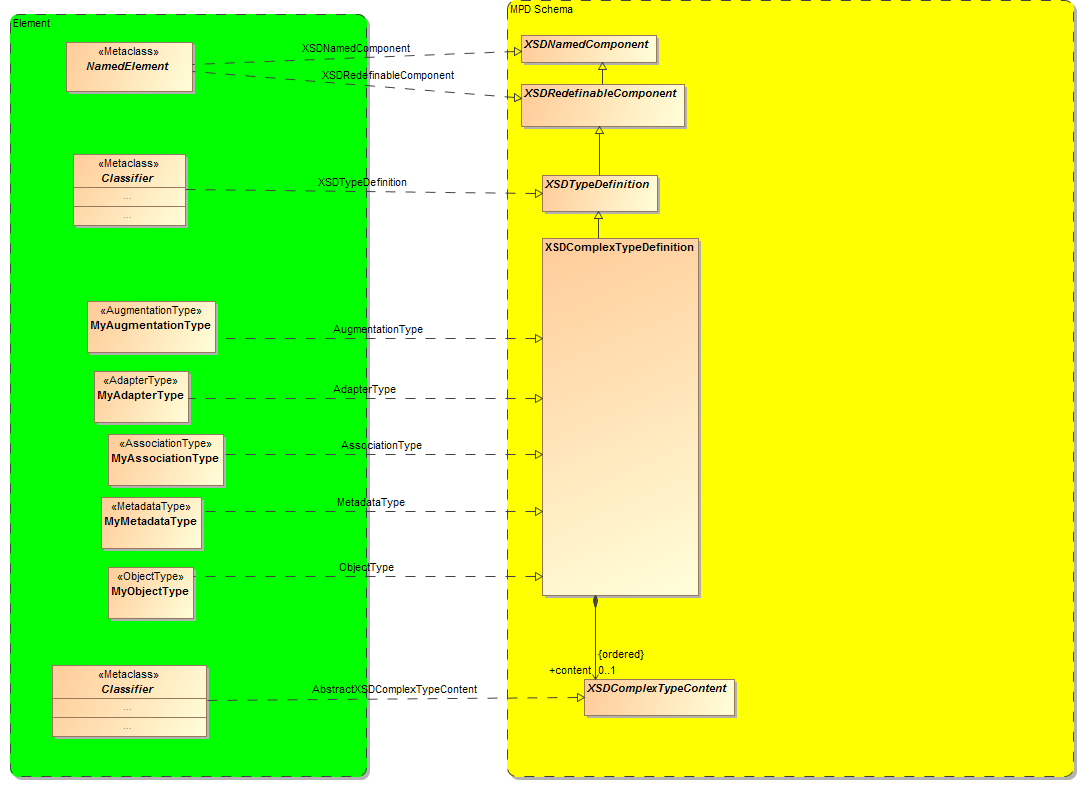 Element
MPD Schema
«Metaclass»
NamedElement
XSDNamedComponent
XSDNamedComponent
XSDRedefinableComponent
XSDRedefinableComponent
«Metaclass»
Classifier
...
...
XSDTypeDefinition
XSDTypeDefinition
XSDComplexTypeDefinition
«AugmentationType»
MyAugmentationType
AugmentationType
«AdapterType»
MyAdapterType
AdapterType
«AssociationType»
MyAssociationType
AssociationType
«MetadataType»
MyMetadataType
MetadataType
«ObjectType»
MyObjectType
ObjectType
{ordered}
+content 0..1
«Metaclass»
Classifier
...
...
AbstractXSDComplexTypeContent
XSDComplexTypeContent